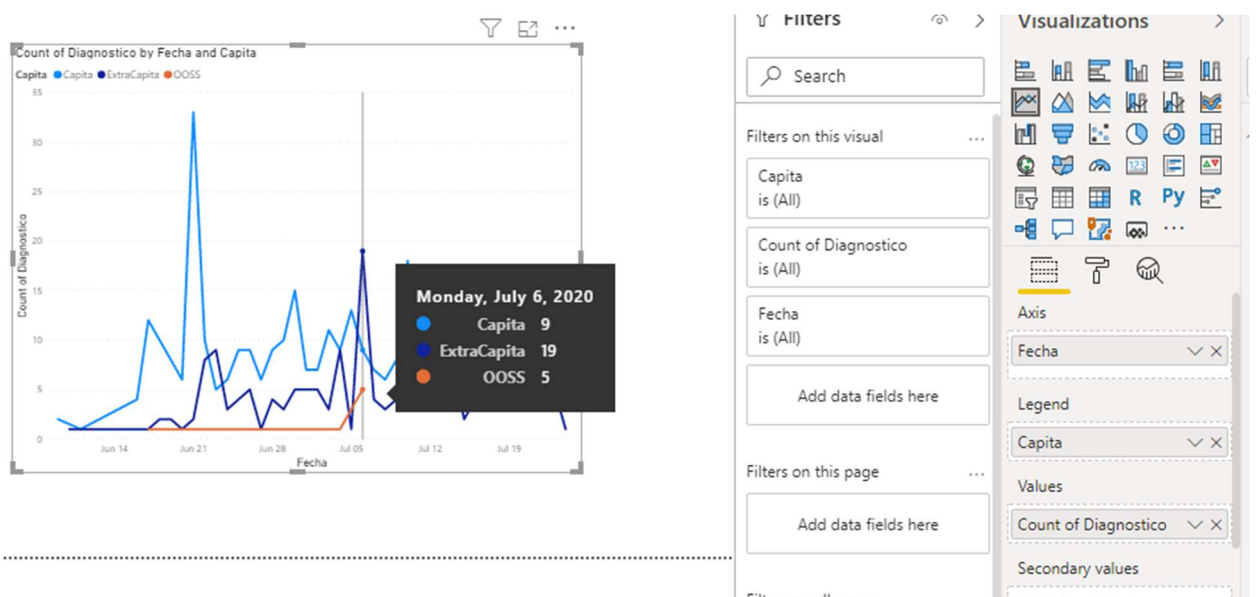 Count of Diagnostico by Fecha and Capita
Capita Capita ExtraCapita OOSS
35
30
25
20
15
10
5
0
Count of Diagnostico
Jun 14 Jun 21 Jun 28 Jul 05 Jul 12 Jul 19
Fecha
Monday, July 6, 2020
Capita 9
ExtraCapita 19
OOSS 5
Filters
Search
Filters on this visual ...
Capita
is (All)
Count of Diagnostico
is (All)
Fecha
is (All)
Add data fields here
Filters on this page ...
Add data fields here
Visualizations
123
R Py
Axis
Fecha
Legend
Capita
Values
Count of Diagnostico
Secondary values